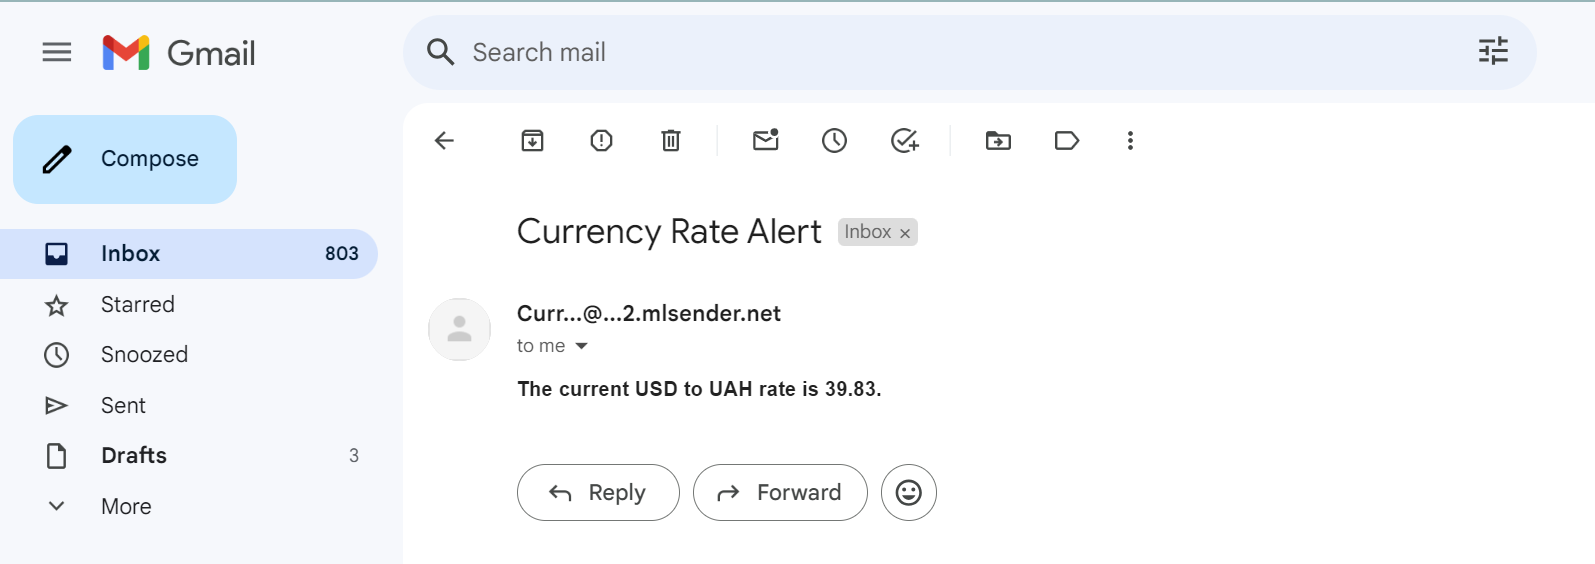 Gmail
Search mail
Compose
Inbox 803
Starred
Snoozed
Sent
Drafts 3
More
Currency Rate Alert Inbox ×
Curr...@...2.mlsender.net
to me
The current USD to UAH rate is 39.83.
Reply Forward